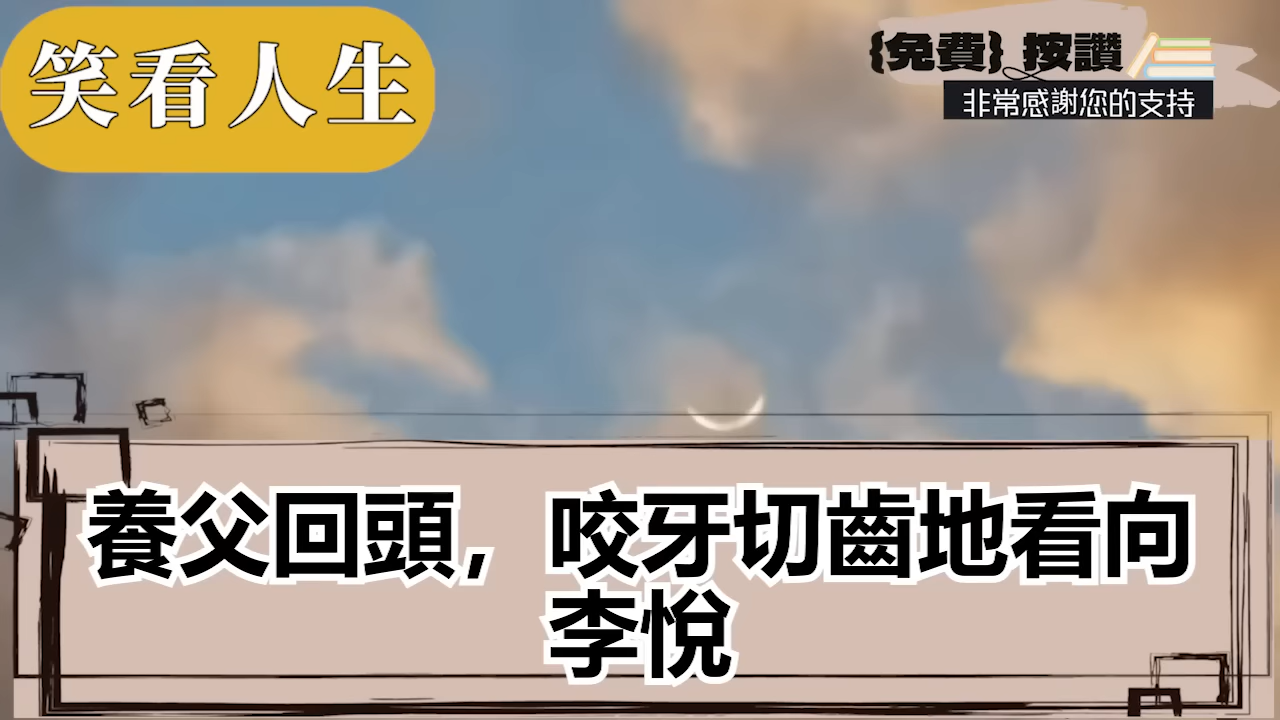 笑看人生
{免費} 按讚
非常感謝您的支持
養父回頭，咬牙切齒地看向
李悅